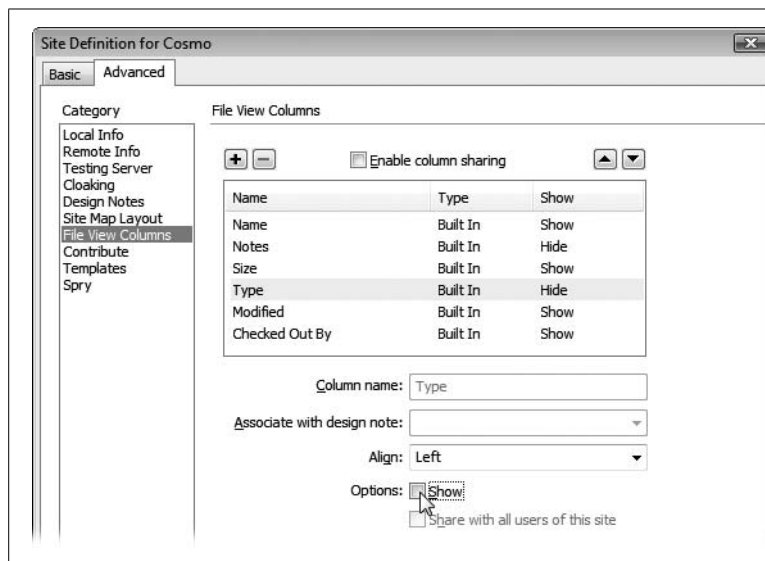 Site Definition for Cosmo
Basic Advanced
Category File View Columns
Local Info
Remote Info
Testing Server
Cloaking
Design Notes
Site Map Layout
File View Columns
Contribute
Templates
Spry
Enable column sharing
Name Type Show
Name Built In Show
Notes Built In Hide
Size Built In Show
Type Built In Hide
Modified Built In Show
Checked Out By Built In Show
Column name: Type
Associate with design note:
Align: Left
Options: Show
Share with all users of this site